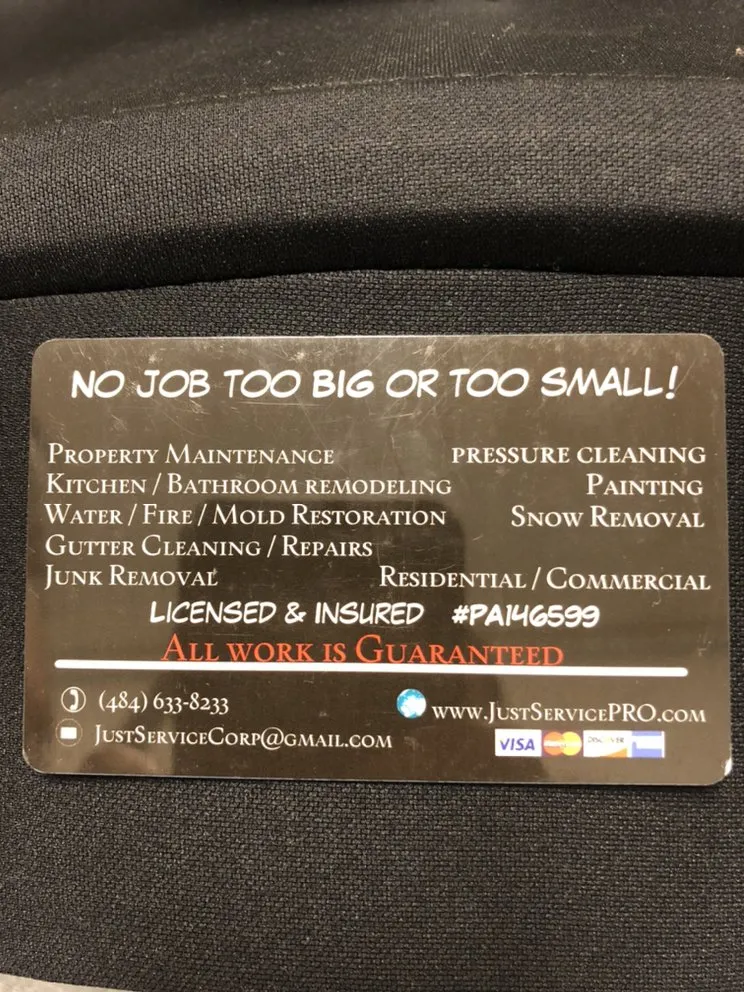 NO JOB TOO BIG OR TOO SMALL!
PROPERTY MAINTENANCE PRESSURE CLEANING
KITCHEN / BATHROOM REMODELING PAINTING
WATER / FIRE / MOLD RESTORATION SNOW REMOVAL
GUTTER CLEANING / REPAIRS
JUNK REMOVAL RESIDENTIAL / COMMERCIAL
LICENSED & INSURED #PA146599
ALL WORK IS GUARANTEED
(484) 633-8233 WWW.JUSTSERVICEPRO.COM
JUSTSERVICECORP@GMAIL.COM VISA DISCOVER